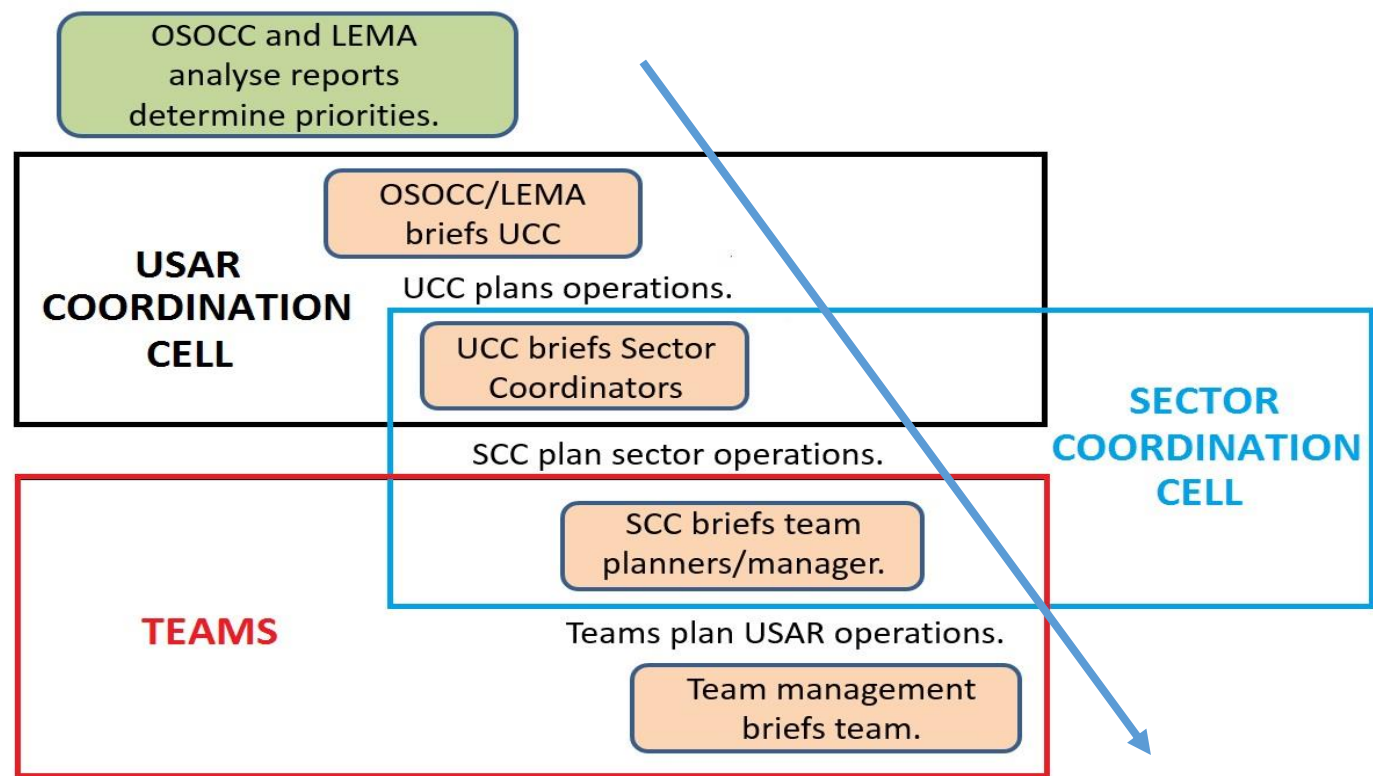 OSOCC and LEMA
analyse reports
determine priorities.
OSOCC/LEMA
briefs UCC
USAR
COORDINATION
CELL
UCC plans operations.
UCC briefs Sector
Coordinators
SECTOR
COORDINATION
CELL
SCC plan sector operations.
SCC briefs team
planners/manager.
TEAMS
Teams plan USAR operations.
Team management
briefs team.